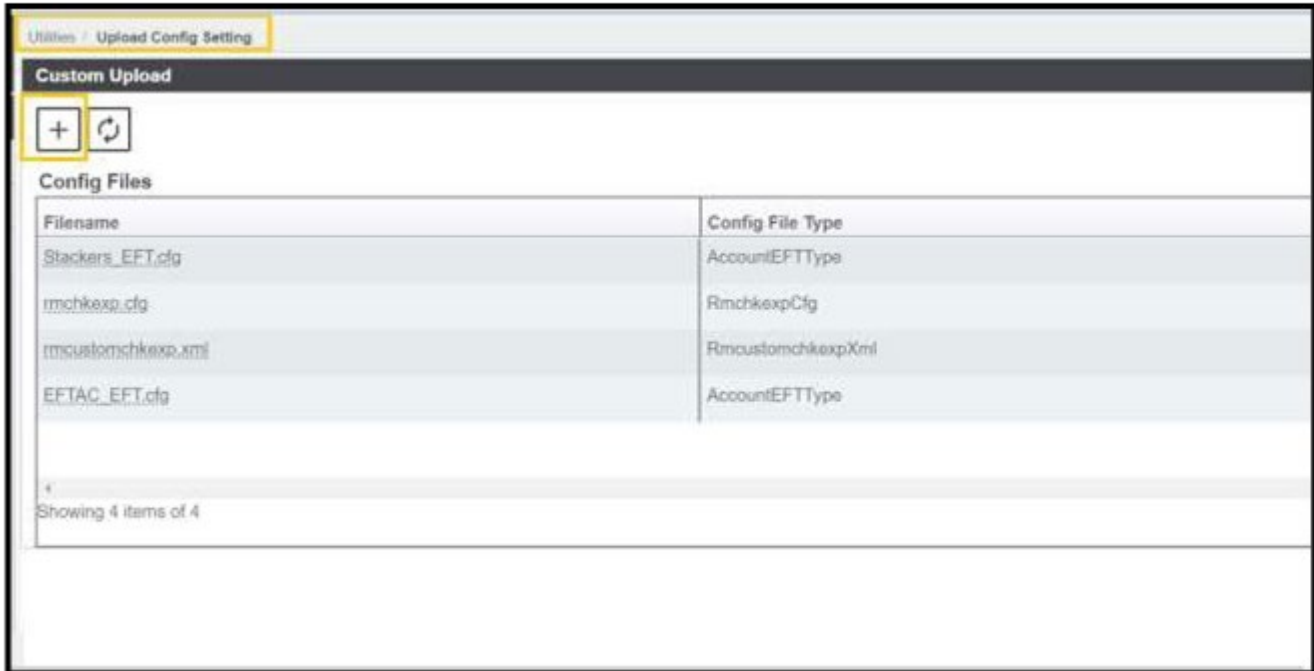 Utilities / Upload Config Setting
Custom Upload
Config Files
Filename Config File Type
Stackers_EFT.cfg AccountEFTType
rmchkexp.cfg RmchkexpCfg
rmcustomchkexp.xml RmcustomchkexpXml
EFTAC_EFT.cfg AccountEFTType
Showing 4 items of 4